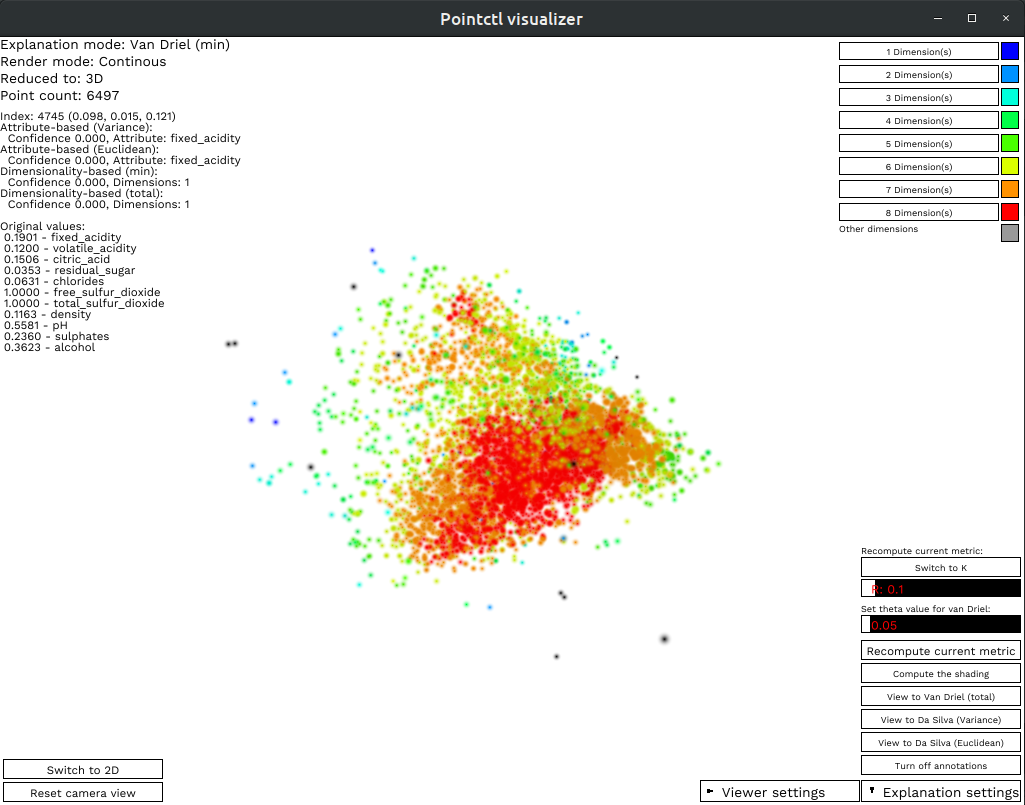 Pointctl visualizer
Explanation mode: Van Driel (min)
Render mode: Continous
Reduced to: 3D
Point count: 6497
Index: 4745 (0.098, 0.015, 0.121)
Attribute-based (Variance):
Confidence 0.000, Attribute: fixed_acidity
Attribute-based (Euclidean):
Confidence 0.000, Attribute: fixed_acidity
Dimensionality-based (min):
Confidence 0.000, Dimensions: 1
Dimensionality-based (total):
Confidence 0.000, Dimensions: 1
Original values:
0.1901 - fixed_acidity
0.1200 - volatile_acidity
0.1506 - citric_acid
0.0353 - residual_sugar
0.0631 - chlorides
1.0000 - free_sulfur_dioxide
1.0000 - total_sulfur_dioxide
0.1163 - density
0.5581 - pH
0.2360 - sulphates
0.3623 - alcohol
1 Dimension(s)
2 Dimension(s)
3 Dimension(s)
4 Dimension(s)
5 Dimension(s)
6 Dimension(s)
7 Dimension(s)
8 Dimension(s)
Other dimensions
Recompute current metric:
Switch to K
R: 0.1
Set theta value for van Driel:
0.05
Recompute current metric
Compute the shading
View to Van Driel (total)
View to Da Silva (Variance)
View to Da Silva (Euclidean)
Turn off annotations
Switch to 2D
Reset camera view
Viewer settings
Explanation settings